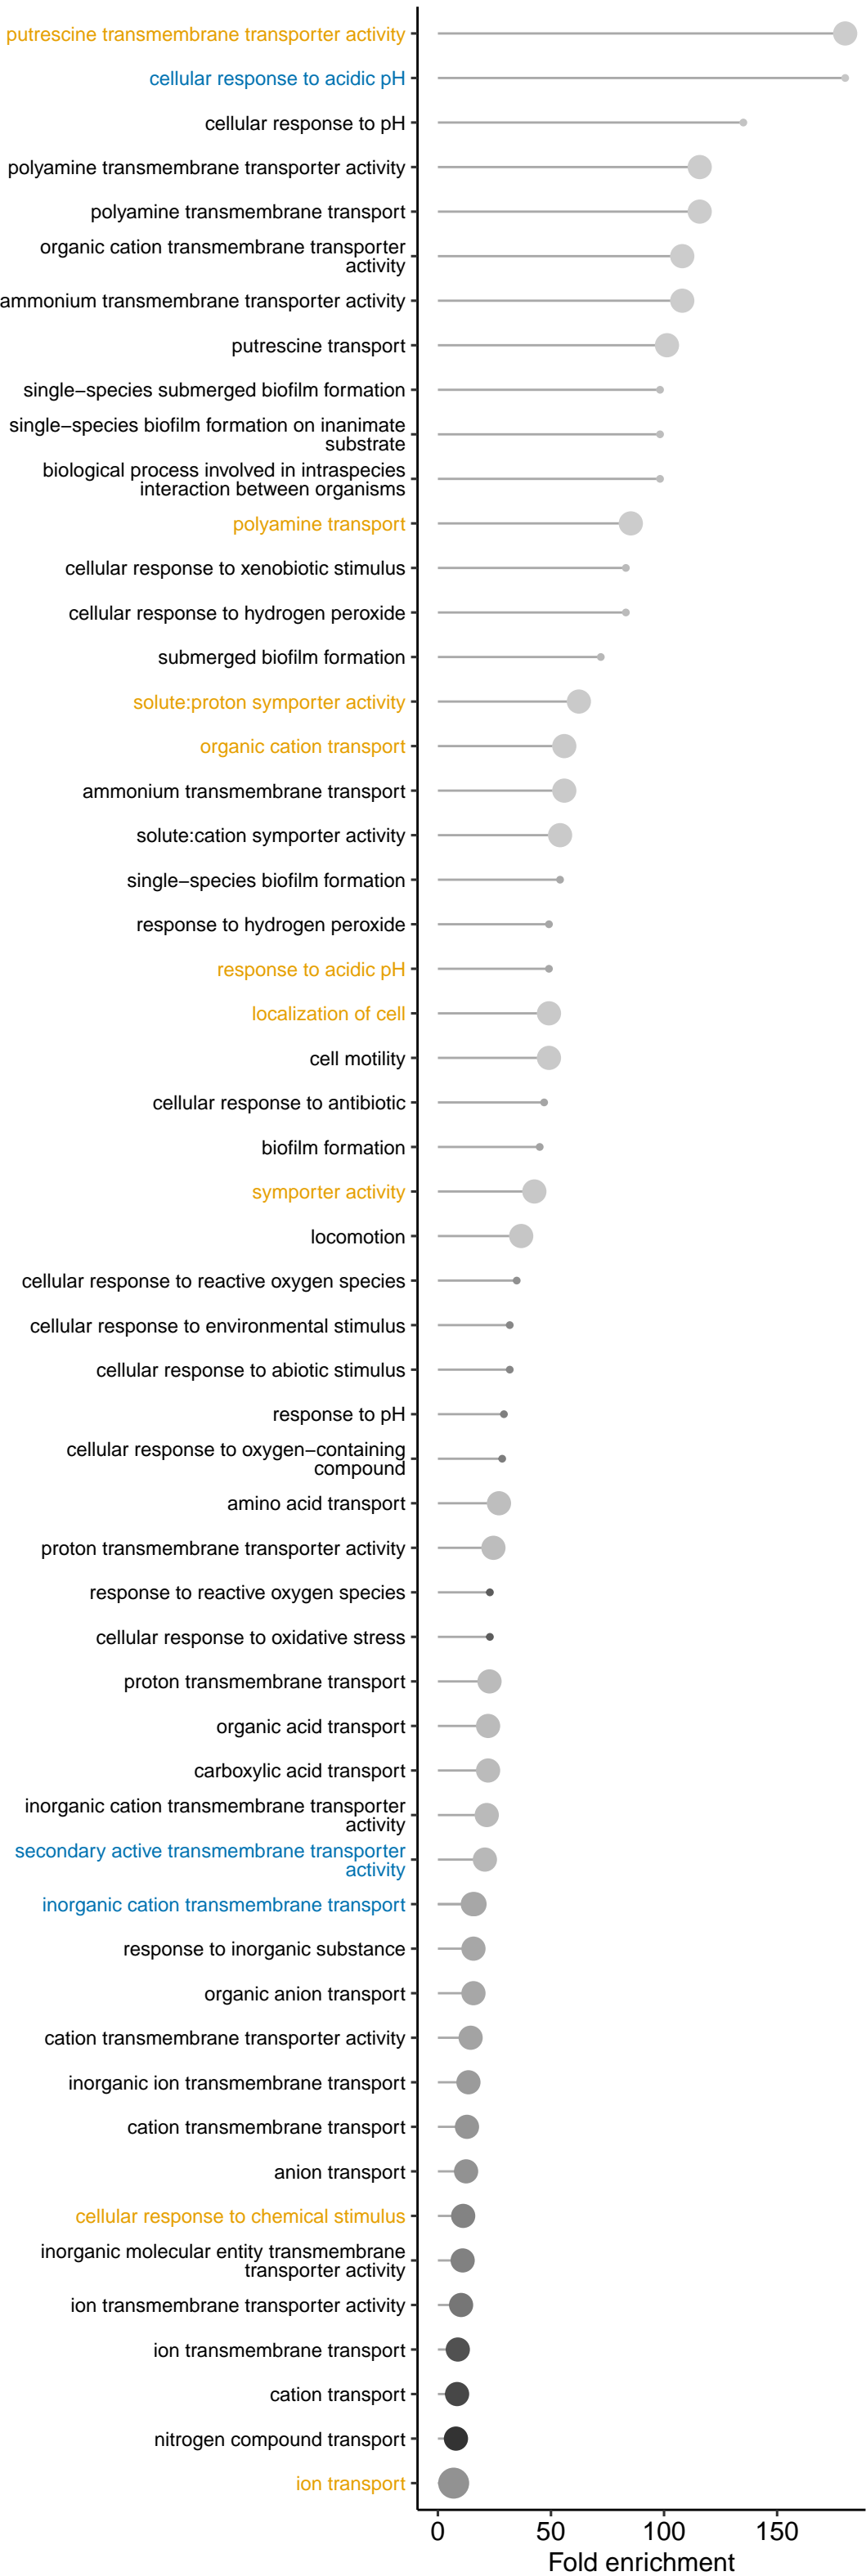 putrescine transmembrane transporter activity
cellular response to acidic pH
cellular response to pH
polyamine transmembrane transporter activity
polyamine transmembrane transport
organic cation transmembrane transporter
activity
ammonium transmembrane transporter activity
putrescine transport
single−species submerged biofilm formation
single−species biofilm formation on inanimate
substrate
biological process involved in intraspecies
interaction between organisms
polyamine transport
cellular response to xenobiotic stimulus
cellular response to hydrogen peroxide
submerged biofilm formation
solute:proton symporter activity
organic cation transport
ammonium transmembrane transport
solute:cation symporter activity
single−species biofilm formation
response to hydrogen peroxide
response to acidic pH
localization of cell
cell motility
cellular response to antibiotic
biofilm formation
symporter activity
locomotion
cellular response to reactive oxygen species
cellular response to environmental stimulus
cellular response to abiotic stimulus
response to pH
cellular response to oxygen−containing
compound
amino acid transport
proton transmembrane transporter activity
response to reactive oxygen species
cellular response to oxidative stress
proton transmembrane transport
organic acid transport
carboxylic acid transport
inorganic cation transmembrane transporter
activity
secondary active transmembrane transporter
activity
inorganic cation transmembrane transport
response to inorganic substance
organic anion transport
cation transmembrane transporter activity
inorganic ion transmembrane transport
cation transmembrane transport
anion transport
cellular response to chemical stimulus
inorganic molecular entity transmembrane
transporter activity
ion transmembrane transporter activity
ion transmembrane transport
cation transport
nitrogen compound transport
ion transport
0 50 100 150
Fold enrichment